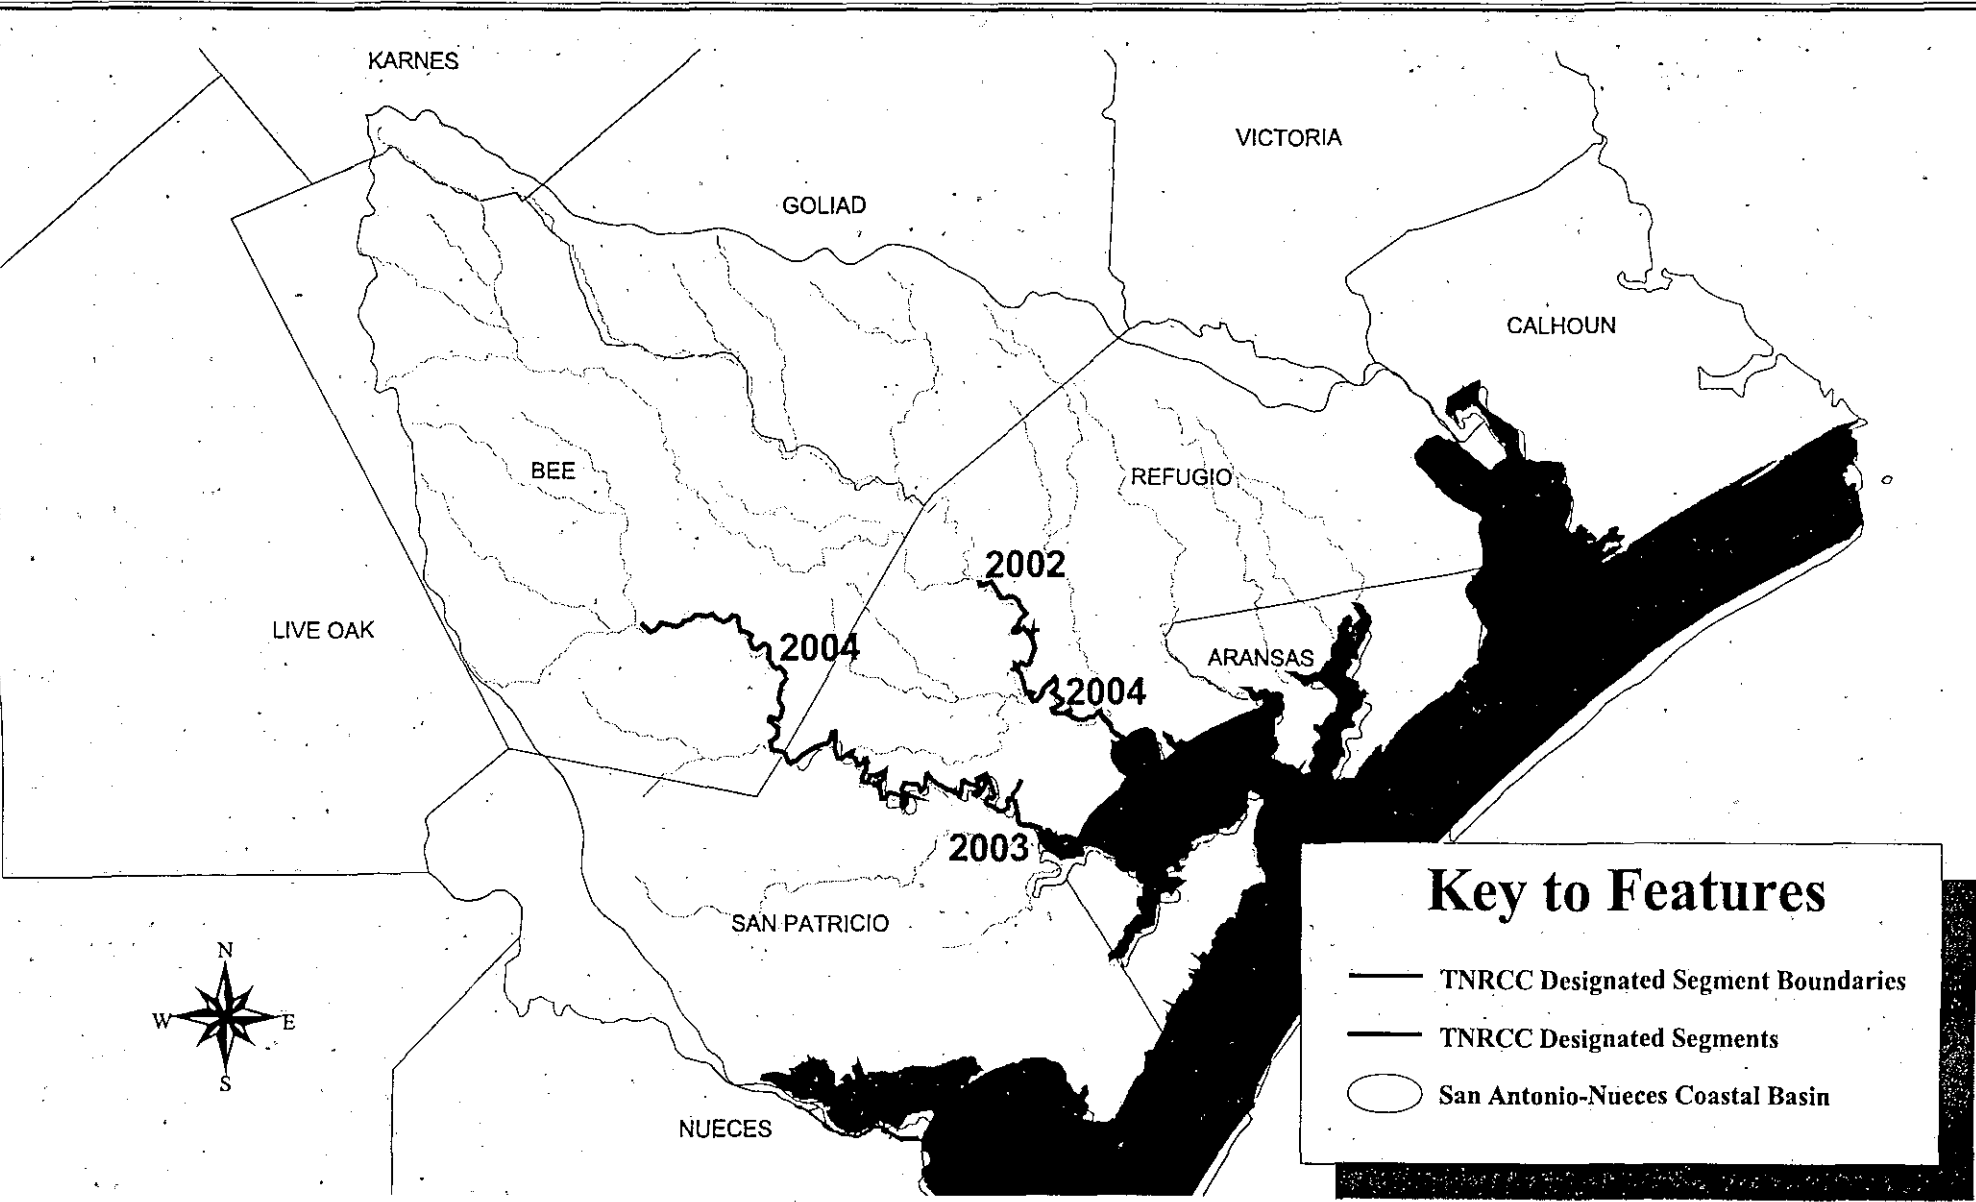 KARNES
VICTORIA
GOLIAD
CALHOUN
BEE
REFUGIO
2002
LIVE OAK
2004
ARANSAS
2004
2003
SAN PATRICIO
NUECES
N
W E
S
Key to Features
TNRCC Designated Segment Boundaries
TNRCC Designated Segments
San Antonio-Nueces Coastal Basin